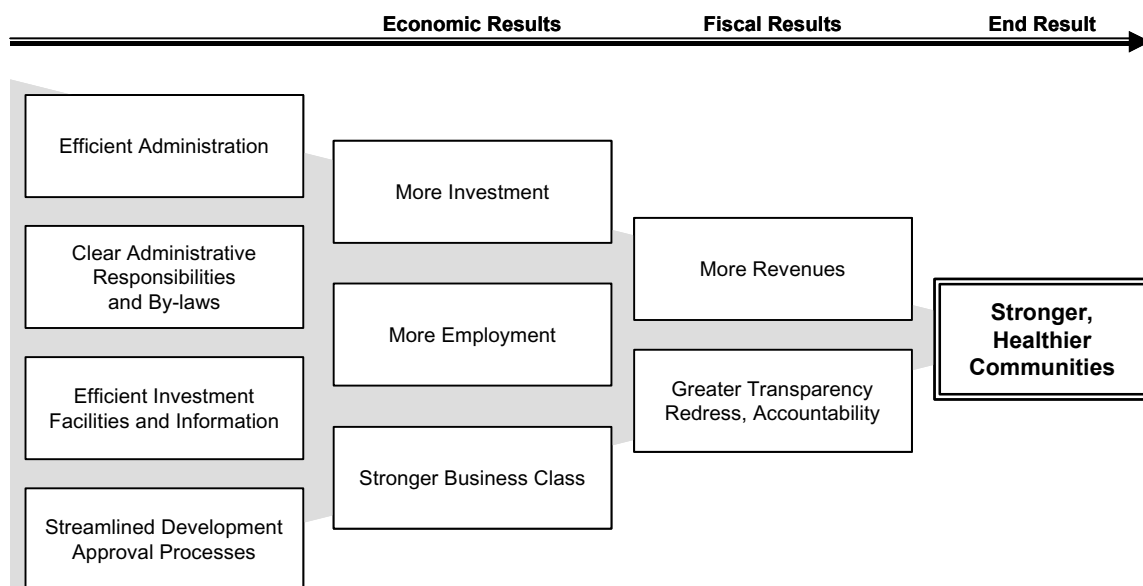 Economic Results
Fiscal Results
End Result
Efficient Administration
Clear Administrative
Responsibilities
and By-laws
Efficient Investment
Facilities and Information
Streamlined Development
Approval Processes
More Investment
More Employment
Stronger Business Class
More Revenues
Greater Transparency
Redress, Accountability
Stronger,
Healthier
Communities